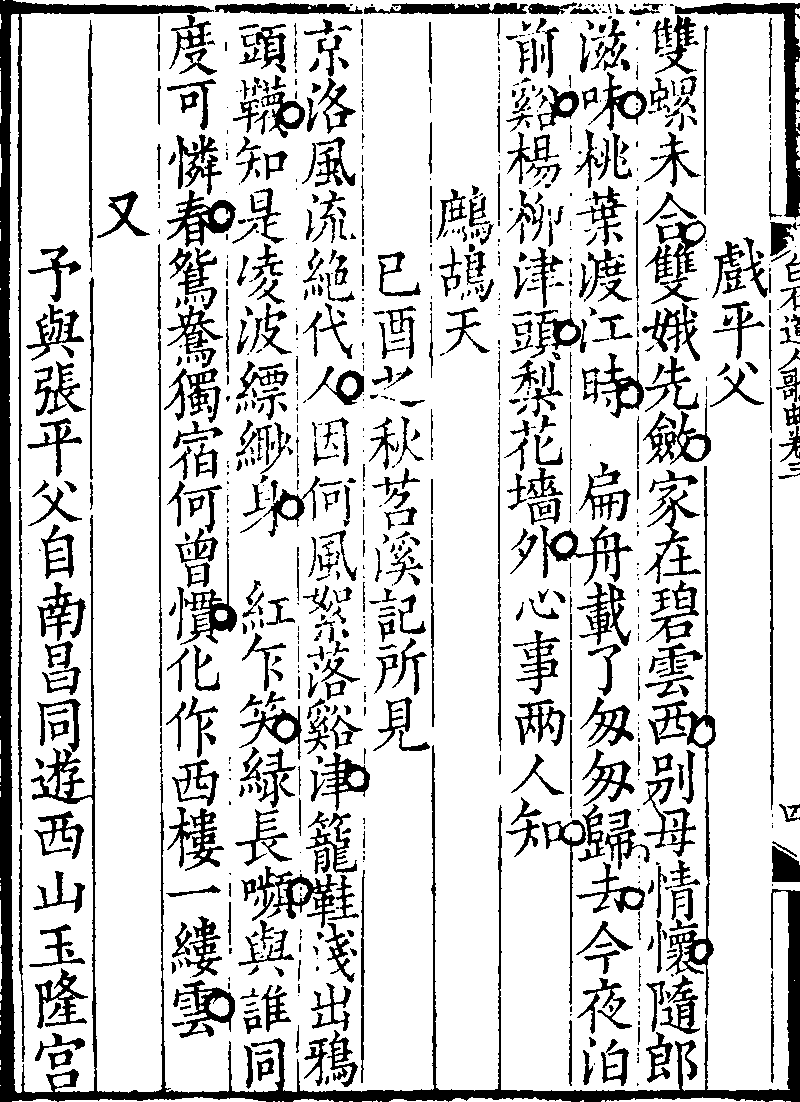 白石道人歌曲卷三
四
戲平父
雙螺未合雙娥先斂家在碧雲西別母情懷隨郎
滋味桃葉渡江時　扁舟載了匆匆歸去今夜泊
前谿楊柳津頭梨花墻外心事兩人知
鷓鴣天
己酉之秋苕溪記所見
京洛風流絕代人因何風絮落谿津籠鞋淺出鴉
頭韈知是凌波縹緲身　紅乍笑綠長嚬與誰同
度可憐春鴛鴦獨宿何曾慣化作西樓一縷雲
又
予與張平父自南昌同遊西山玉隆宮